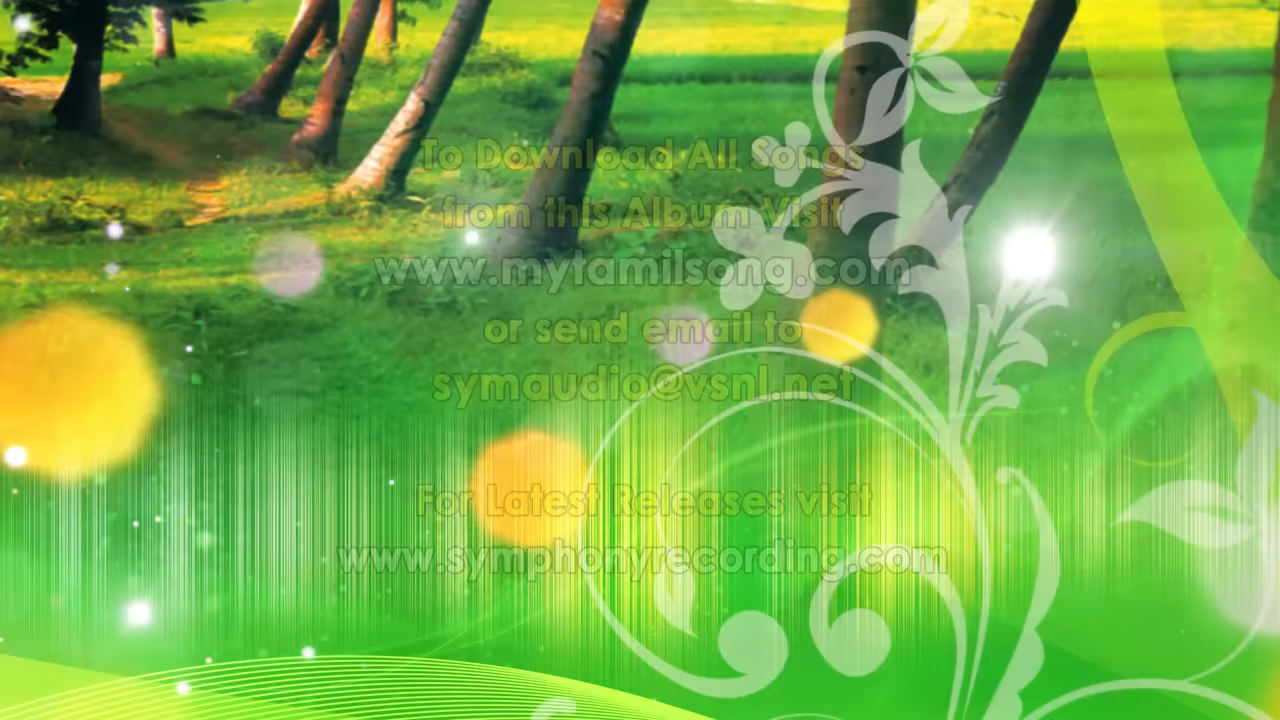 To Download All Songs
from this Album Visit
www.mytamilsong.com
or send email to
symaudio@vsnl.net
For Latest Releases visit
www.symphonyrecording.com